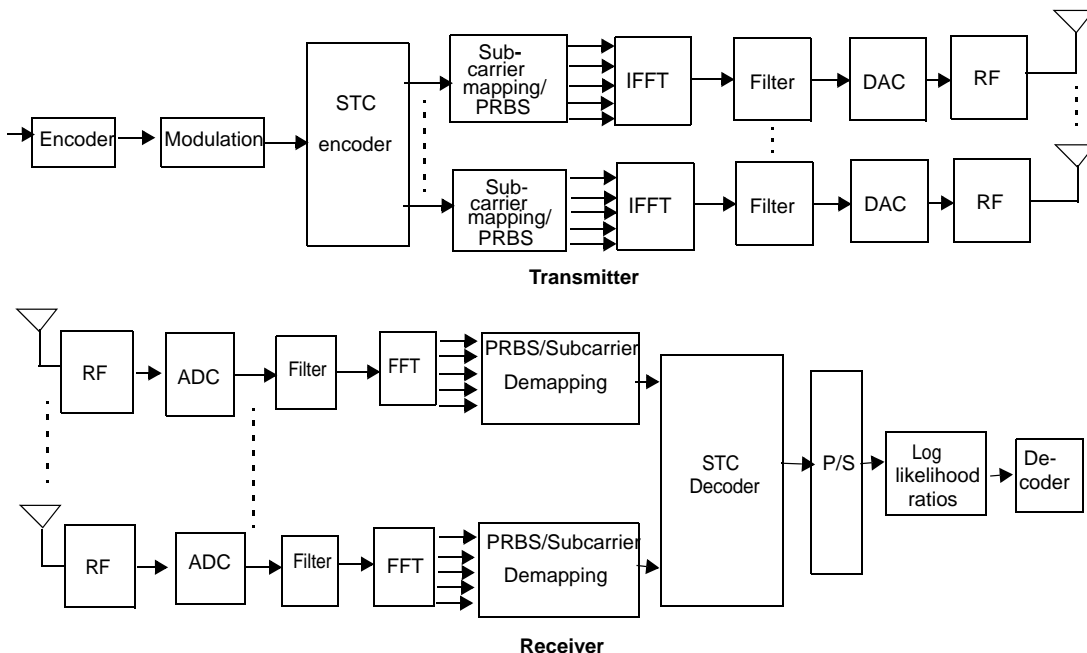 Sub-
carrier
mapping/
PRBS
IFFT
Filter
DAC
RF
STC
encoder
Encoder
Modulation
Sub-
carrier
mapping/
PRBS
IFFT
Filter
DAC
RF
Transmitter
RF
ADC
Filter
FFT
PRBS/Subcarrier
Demapping
STC
Decoder
P/S
Log
likelihood
ratios
De-
coder
RF
ADC
Filter
FFT
PRBS/Subcarrier
Demapping
Receiver